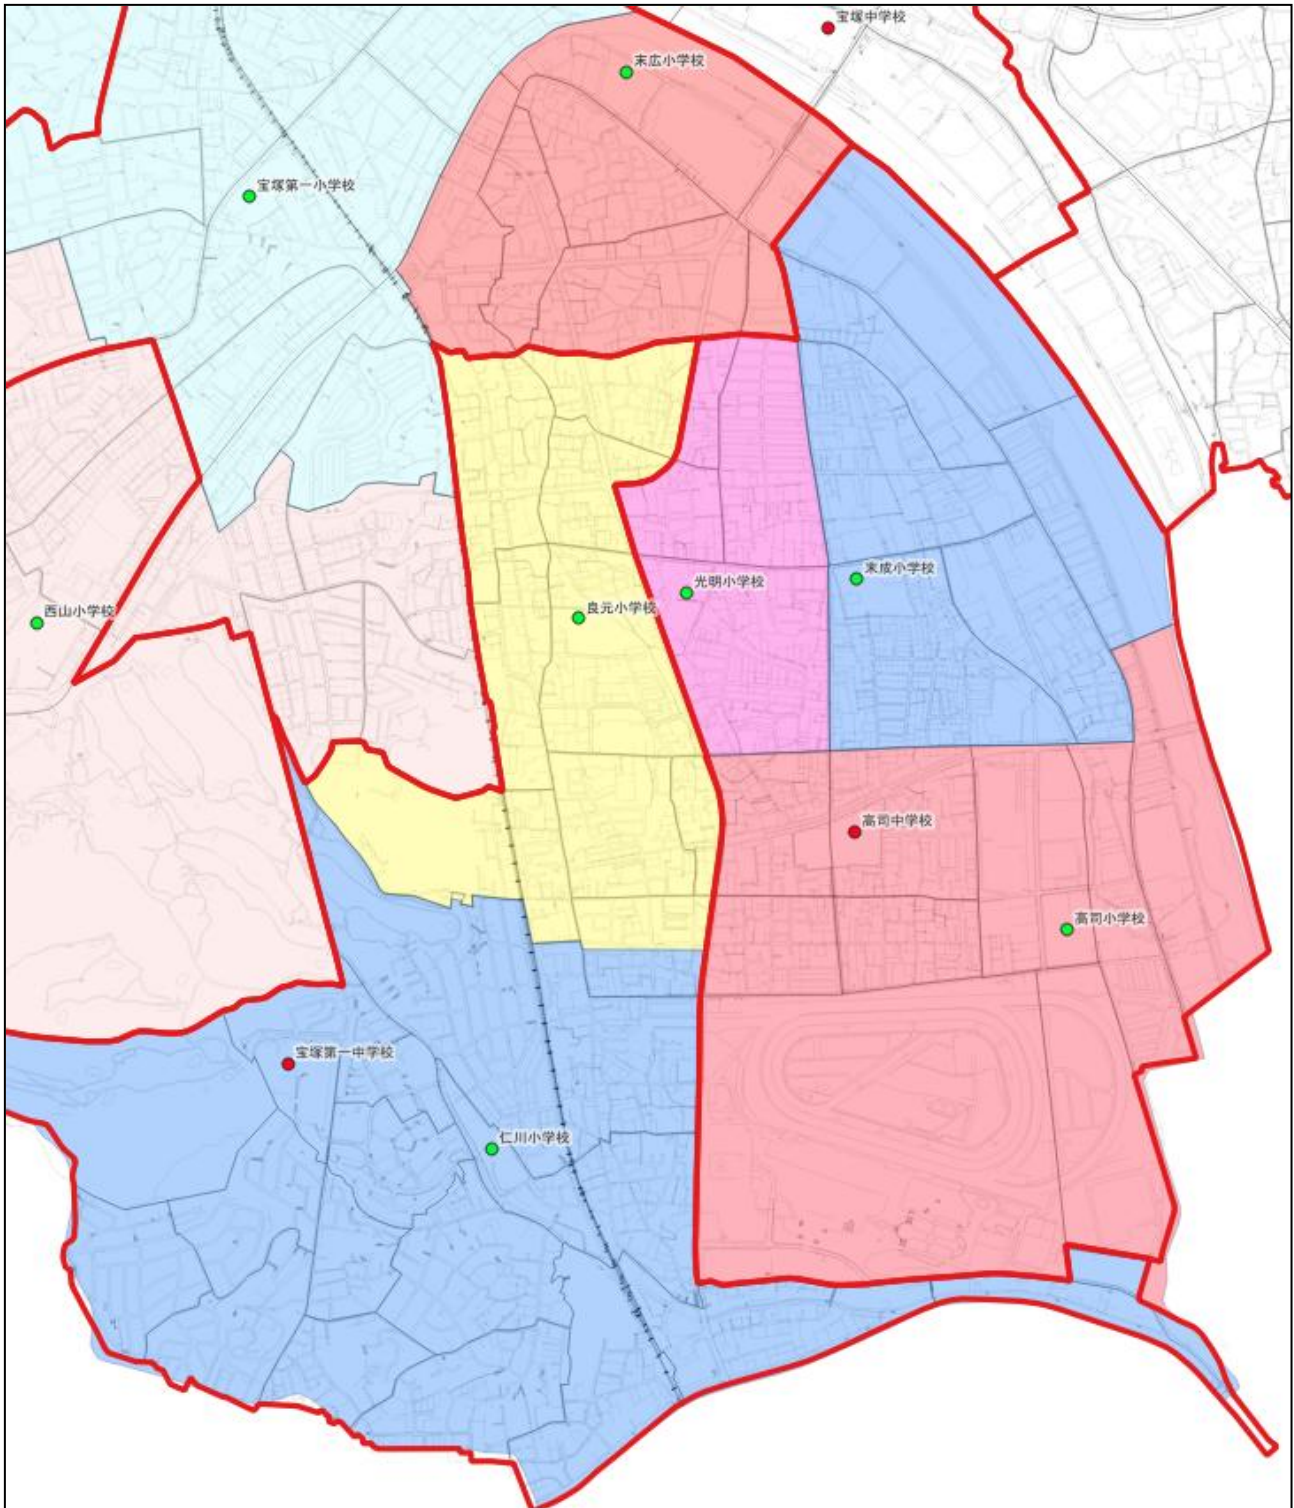 宝塚中学校
末広小学校
宝塚第一小学校
末成小学校
光明小学校
良元小学校
西山小学校
高司中学校
高司小学校
宝塚第一中学校
仁川小学校